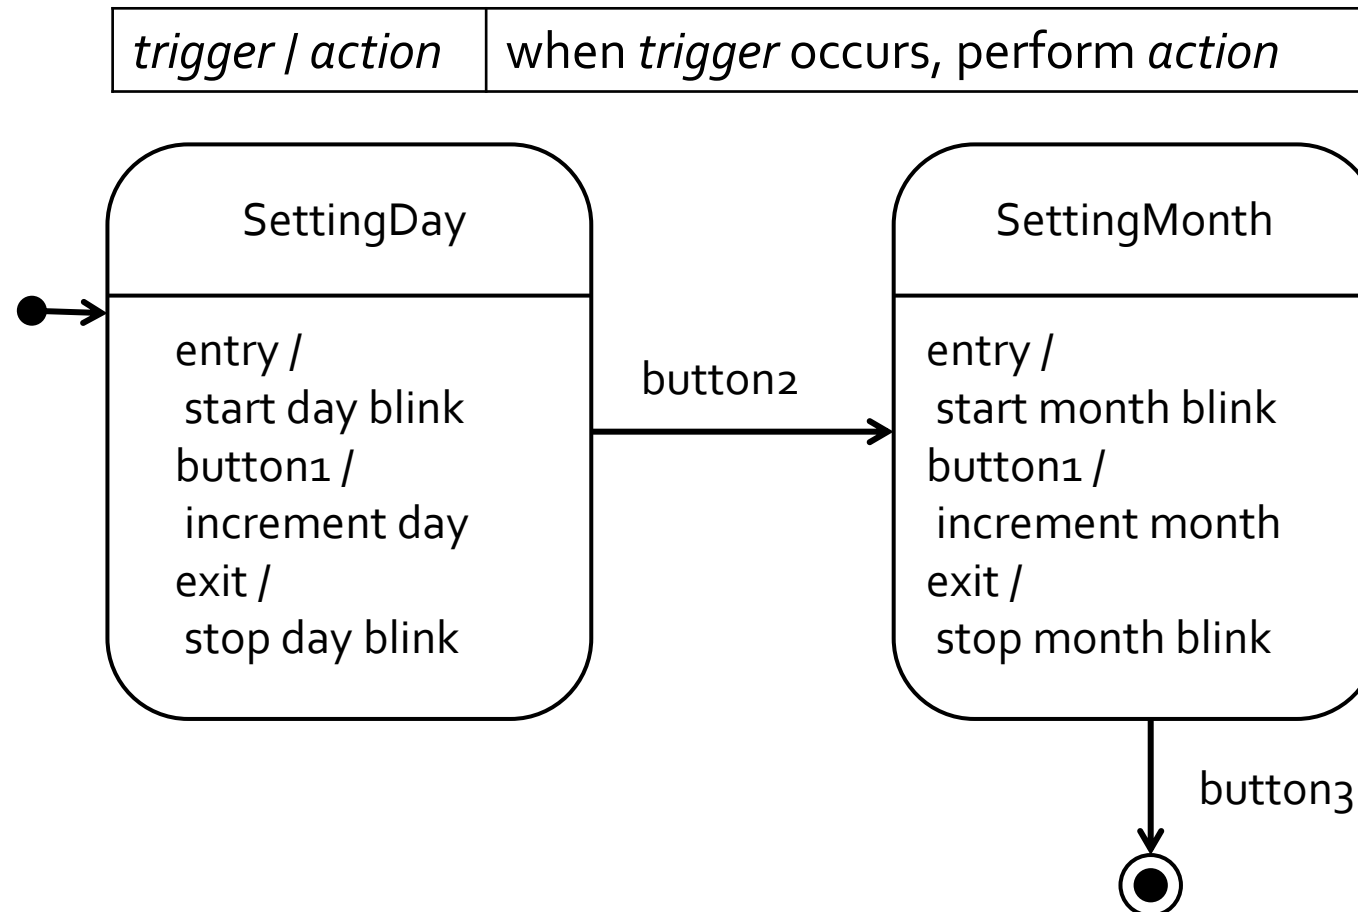 trigger / action when trigger occurs, perform action
SettingDay
entry /
start day blink
button1 /
increment day
exit /
stop day blink
button2
SettingMonth
entry /
start month blink
button1 /
increment month
exit /
stop month blink
button3